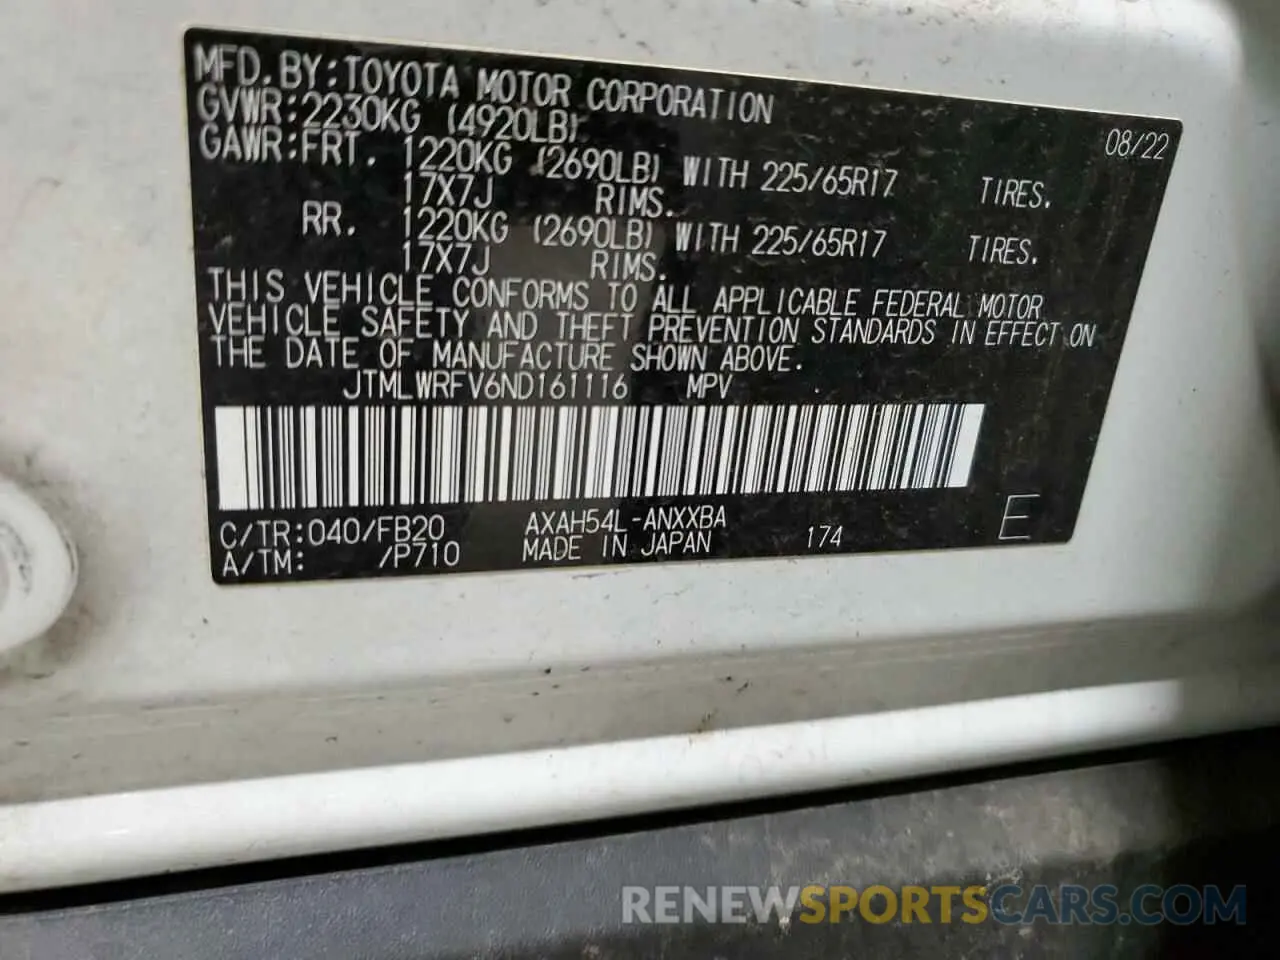 MFD.BY:TOYOTA MOTOR CORPORATION 08/22
GVWR:2230KG (4920LB)
GAWR:FRT. 1220KG (2690LB) WITH 225/65R17 TIRES.
17X7J RIMS.
RR. 1220KG (2690LB) WITH 225/65R17 TIRES.
17X7J RIMS.
THIS VEHICLE CONFORMS TO ALL APPLICABLE FEDERAL MOTOR
VEHICLE SAFETY AND THEFT PREVENTION STANDARDS IN EFFECT ON
THE DATE OF MANUFACTURE SHOWN ABOVE.
JTMLWRFV6ND161116 MPV
C/TR:040/FB20 AXAH54L-ANXXBA
A/TM: /P710 MADE IN JAPAN 174 E
RENEWSPORTSCARS.COM